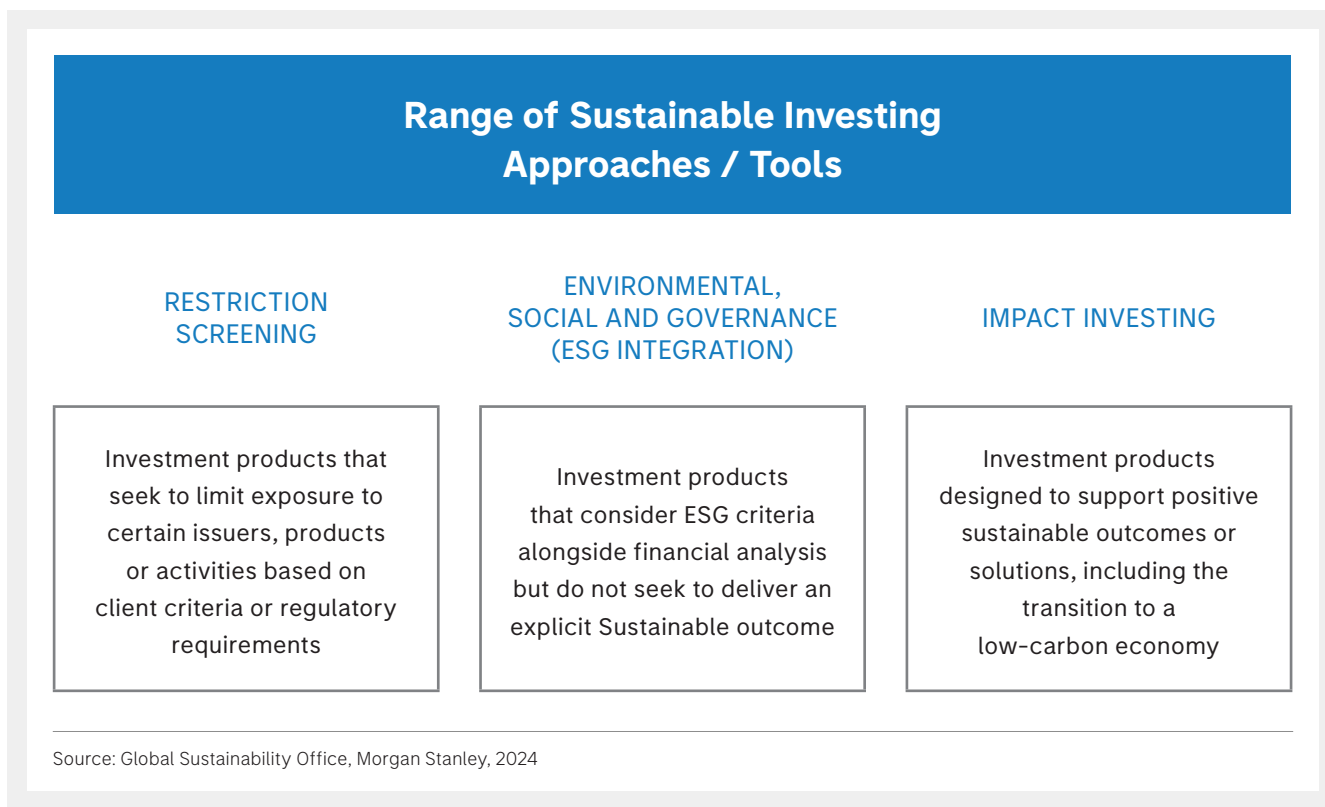 Range of Sustainable Investing
Approaches / Tools
RESTRICTION
SCREENING
Investment products that
seek to limit exposure to
certain issuers, products
or activities based on
client criteria or regulatory
requirements
ENVIRONMENTAL,
SOCIAL AND GOVERNANCE
(ESG INTEGRATION)
Investment products
that consider ESG criteria
alongside financial analysis
but do not seek to deliver an
explicit Sustainable outcome
IMPACT INVESTING
Investment products
designed to support positive
sustainable outcomes or
solutions, including the
transition to a
low-carbon economy
Source: Global Sustainability Office, Morgan Stanley, 2024